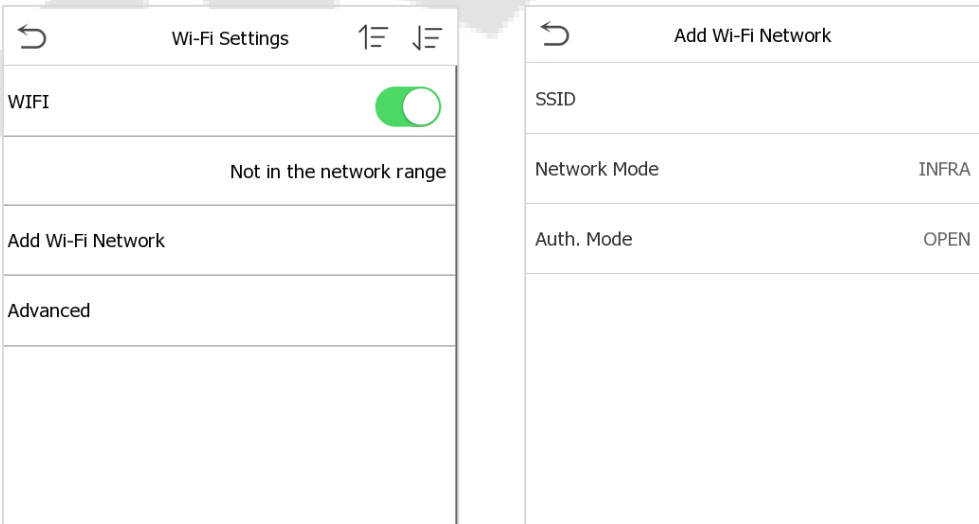 Wi-Fi Settings
WIFI
Not in the network range
Add Wi-Fi Network
Advanced
Add Wi-Fi Network
SSID
Network Mode INFRA
Auth. Mode OPEN